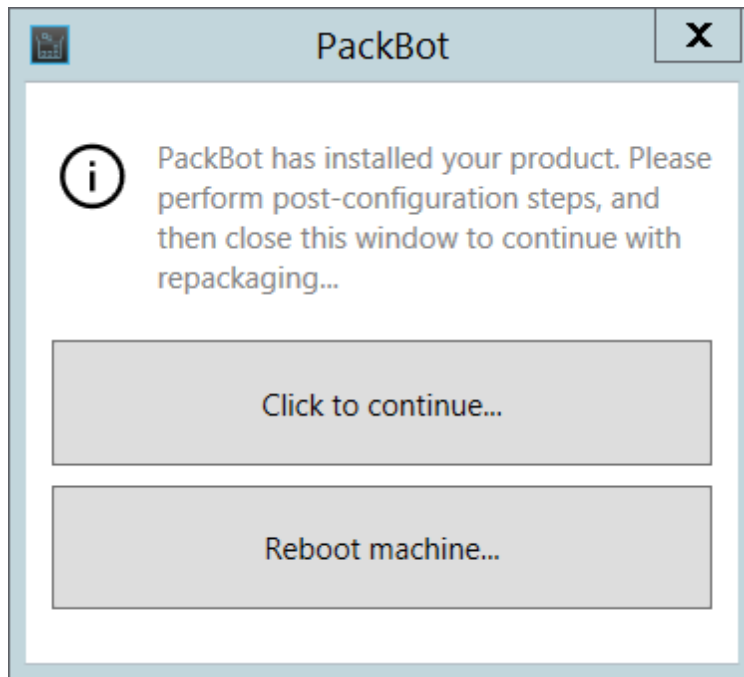 PackBot
X
PackBot has installed your product. Please
perform post-configuration steps, and
then close this window to continue with
repackaging...
Click to continue...
Reboot machine...